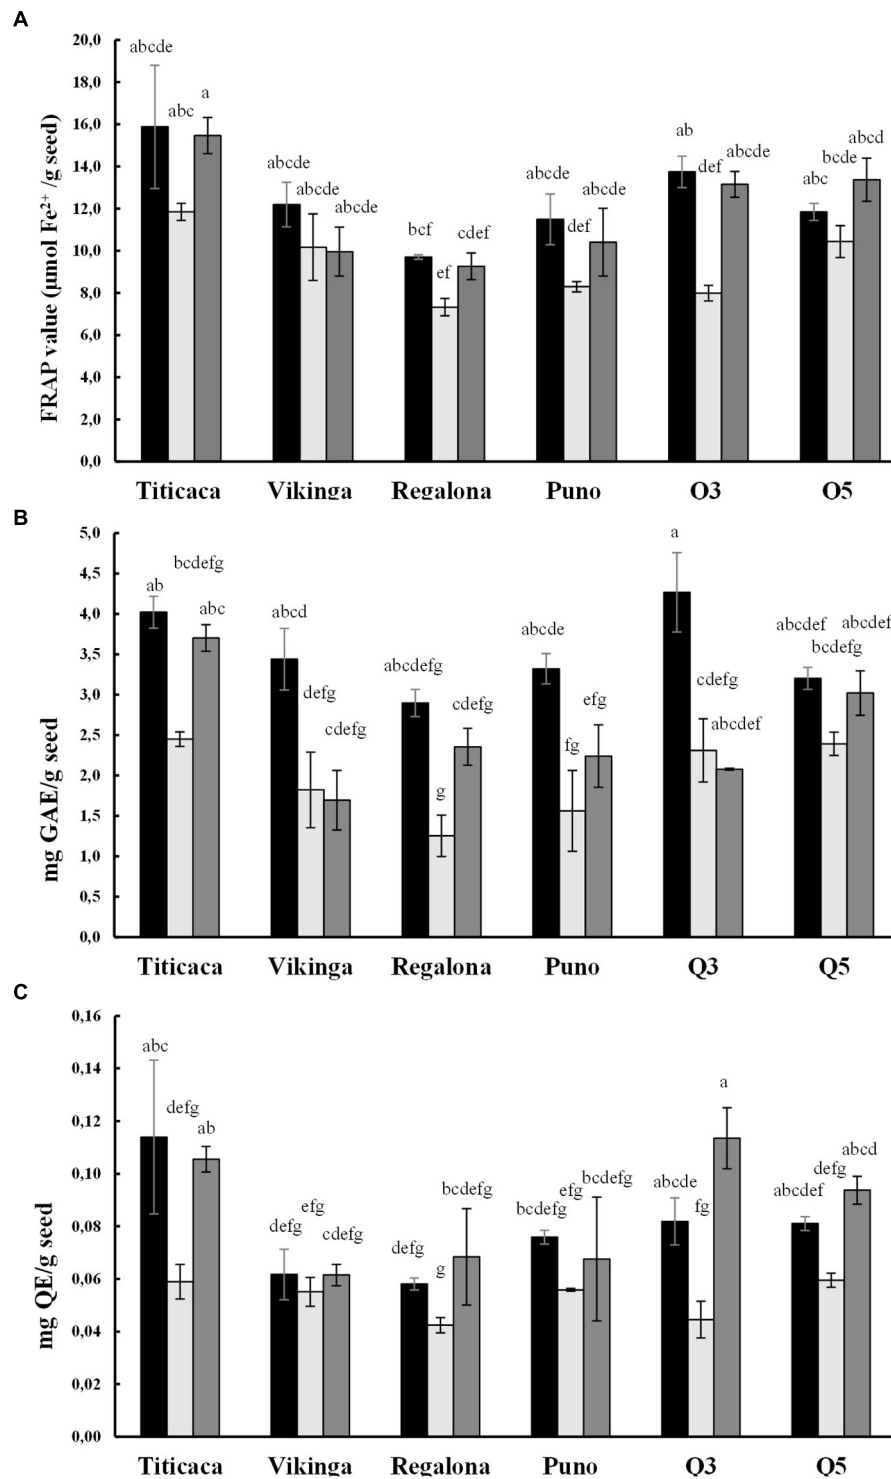 A
20,0
18,0
16,0
14,0
12,0
10,0
8,0
6,0
4,0
2,0
0,0
FRAP value (μmol Fe²⁺ /g seed)
abcde
abc
a
abcde
abcde
abcde
bcf
ef
cdef
abcde
def
abcde
ab
def
abcde
abc
bcde
abcd
Titicaca Vikinga Regalona Puno O3 O5
B
5,0
4,5
4,0
3,5
3,0
2,5
2,0
1,5
1,0
0,5
0,0
mg GAE/g seed
ab
bcdefg
abc
abcd
defg
cdefg
abcdefg
g
cdefg
abcde
fg
efg
a
cdefg
abcdef
abcdef
bcdefg
abcdef
Titicaca Vikinga Regalona Puno Q3 Q5
C
0,16
0,14
0,12
0,10
0,08
0,06
0,04
0,02
0,00
mg QE/g seed
abc
defg
ab
defg
efg
cdefg
defg
g
bcdefg
bcdefg
efg
bcdefg
abcde
fg
a
abcdef
defg
abcd
Titicaca Vikinga Regalona Puno Q3 Q5